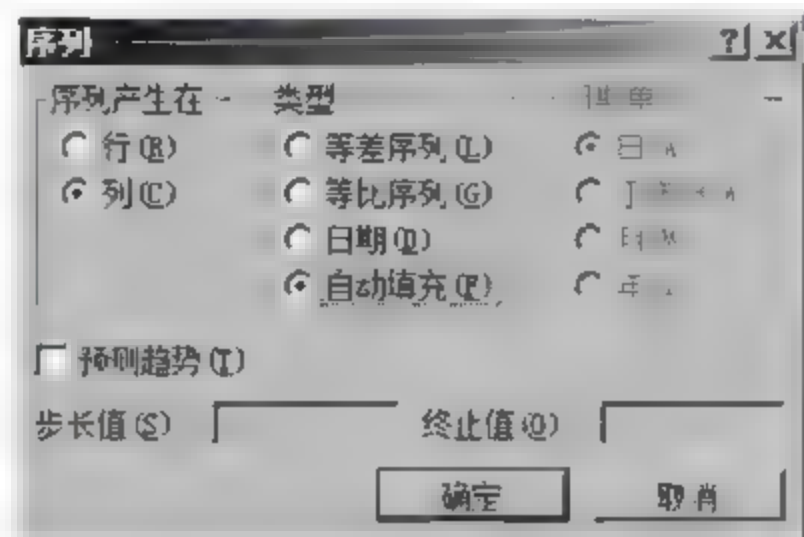 序列
序列产生在 类型
行(R) 等差序列(L) 日
列(C) 等比序列(G)
日期(D)
自动填充(F) 年
预测趋势(T)
步长值(S) 终止值(O)
确定 取消